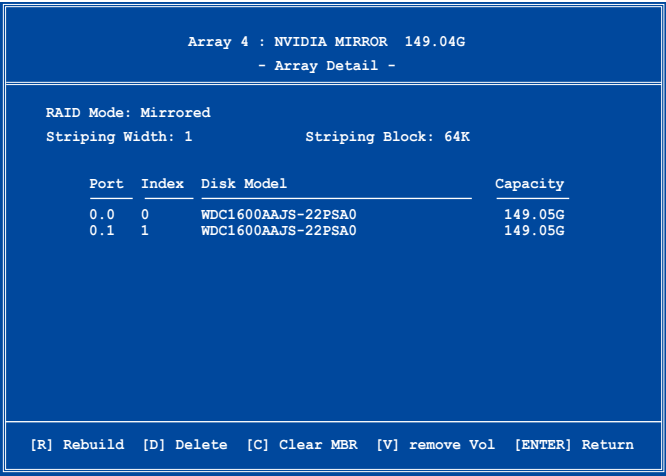 Array 4 : NVIDIA MIRROR 149.04G
- Array Detail -
RAID Mode: Mirrored
Striping Width: 1 Striping Block: 64K
Port Index Disk Model Capacity
0.0 0 WDC1600AAJS-22PSA0 149.05G
0.1 1 WDC1600AAJS-22PSA0 149.05G
[R] Rebuild [D] Delete [C] Clear MBR [V] remove Vol [ENTER] Return